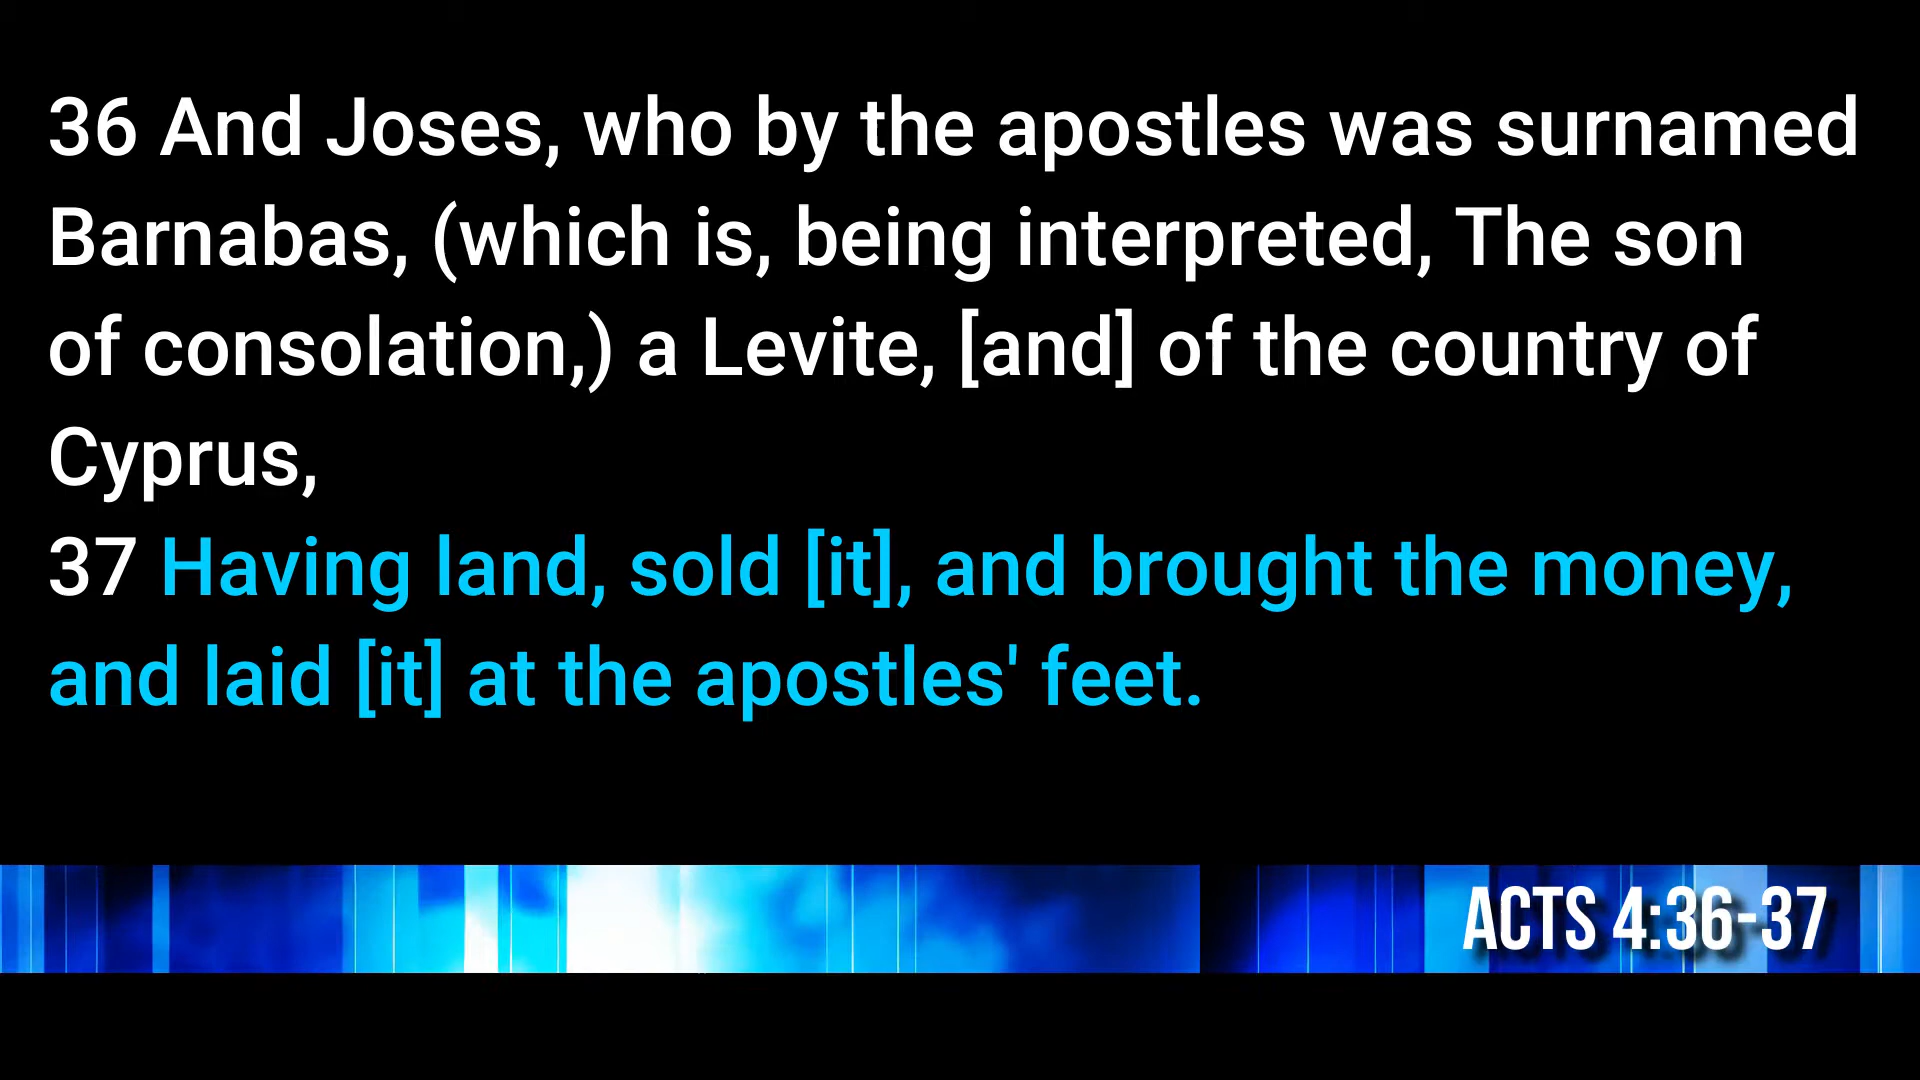 36 And Joses, who by the apostles was surnamed
Barnabas, (which is, being interpreted, The son
of consolation,) a Levite, [and] of the country of
Cyprus,
37 Having land, sold [it], and brought the money,
and laid [it] at the apostles' feet.
ACTS 4:36-37